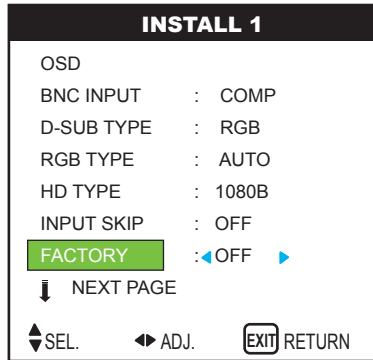 INSTALL 1
OSD
BNC INPUT : COMP
D-SUB TYPE : RGB
RGB TYPE : AUTO
HD TYPE : 1080B
INPUT SKIP : OFF
FACTORY : OFF
NEXT PAGE
SEL. ADJ. EXIT RETURN